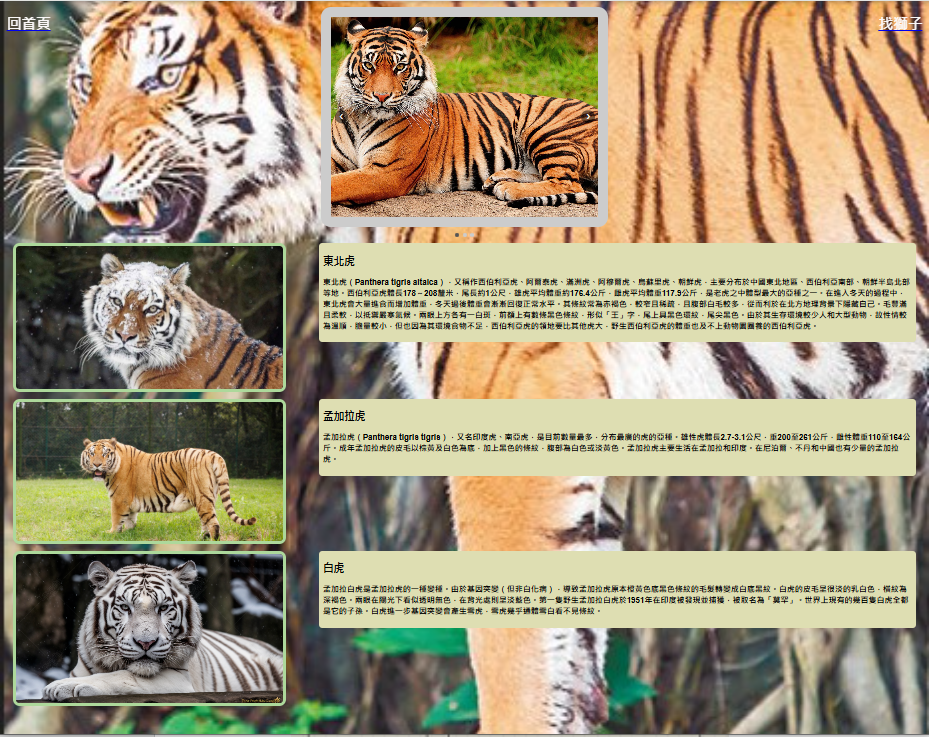 回首頁
找獅子
東北虎
東北虎（Panthera tigris altaica），又稱作西伯利亞虎、阿爾泰虎、滿洲虎、阿穆爾虎、烏蘇里虎、朝鮮虎，主要分布於中國東北地區、西伯利亞南部、朝鮮半島北部
等地。西伯利亞虎體長178－208釐米，尾長約1公尺，雄虎平均體重約176.4公斤，雌虎平均體重117.9公斤，是老虎之中體型最大的亞種之一。在進入冬天的過程中，
東北虎會大量進食而增加體重，冬天過後體重會漸漸回復正常水平。其條紋常為赤褐色，較窄且稀疏，且腹部白毛較多，從而利於在北方地埋背景下隱藏自己。毛髮滿
且柔軟，以抵禦嚴寒氣候。兩眼上方各有一白斑，前額上有數條黑色條紋，形似「王」字，尾上具黑色環紋，尾尖黑色。由於其生存環境較少人和大型動物，故性情較
為溫順，膽量較小，但也因為其環境食物不足，西伯利亞虎的領地要比其他虎大，野生西伯利亞虎的體重也及不上動物園圈養的西伯利亞虎。
孟加拉虎
孟加拉虎（Panthera tigris tigris），又名印度虎、南亞虎，是目前數量最多，分布最廣的虎的亞種。雄性虎體長2.7-3.1公尺，重200至261公斤，雌性體重110至164公
斤。成年孟加拉虎的皮毛以棕黃及白色為底，加上黑色的條紋，腹部為白色或淡黃色。孟加拉虎主要生活在孟加拉和印度。在尼泊爾、不丹和中國也有少量的孟加拉
虎。
白虎
孟加拉白虎是孟加拉虎的一種變種。由於基因突變（但非白化病），導致孟加拉虎原本橙黃色底黑色條紋的毛髮轉變成白底黑紋。白虎的皮毛呈很淡的乳白色，橫紋為
深褐色。兩眼在陽光下看似透明無色，在背光處則呈淡藍色。第一隻野生孟加拉白虎於1951年在印度被發現並捕獲，被取名為「莫罕」。世界上現有的幾百隻白虎全都
是它的子孫。白虎進一步基因突變會產生雪虎，雪虎幾乎通體雪白看不見條紋。